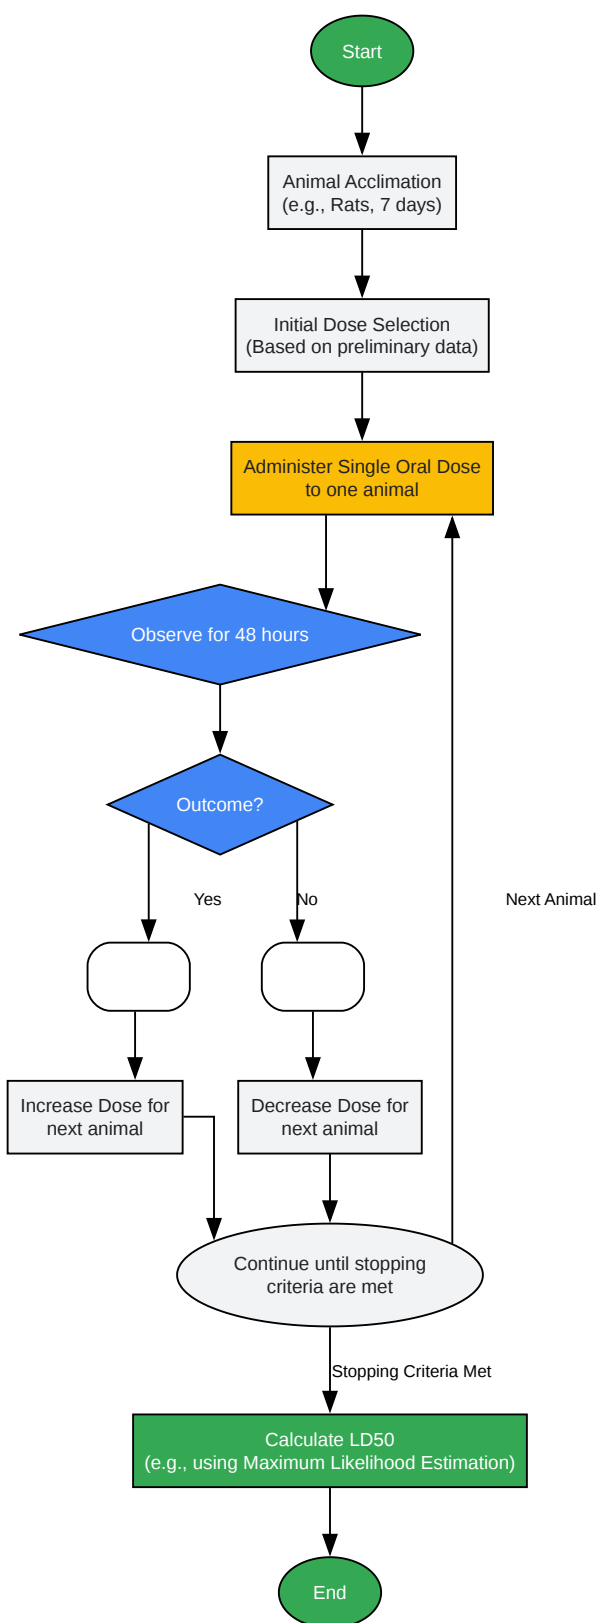 Start
Animal Acclimation
(e.g., Rats, 7 days)
Initial Dose Selection
(Based on preliminary data)
Administer Single Oral Dose
to one animal
Observe for 48 hours
Outcome?
Yes
No
Next Animal
Increase Dose for
next animal
Decrease Dose for
next animal
Continue until stopping
criteria are met
Stopping Criteria Met
Calculate LD50
(e.g., using Maximum Likelihood Estimation)
End